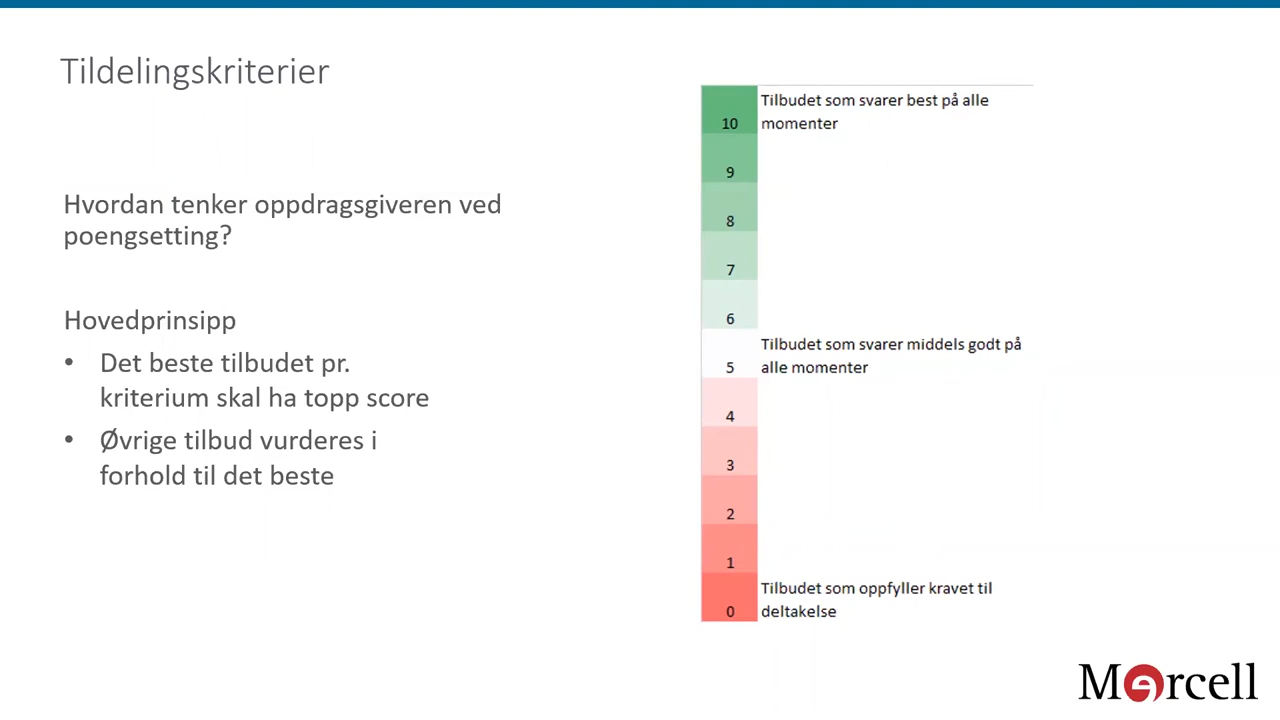 Tildelingskriterier
Hvordan tenker oppdragsgiveren ved
poengsetting?
Hovedprinsipp
• Det beste tilbudet pr.
kriterium skal ha topp score
• Øvrige tilbud vurderes i
forhold til det beste
Tilbudet som svarer best på alle
10 momenter
9
8
7
6
Tilbudet som svarer middels godt på
5 alle momenter
4
3
2
1
Tilbudet som oppfyller kravet til
0 deltakelse
Mercell